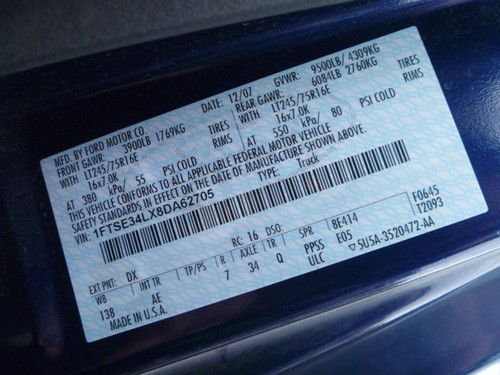 MFD. BY FORD MOTOR CO.
DATE: 12/07 GVWR: 9500LB/ 4309KG
FRONT GAWR: 3900LB 1769KG REAR GAWR: 6084LB 2760KG
WITH LT245/75R16E TIRES WITH LT245/75R16E TIRES
16x7.0K RIMS 16x7.0K RIMS
AT 380 kPa/ 55 PSI COLD AT 550 kPa/ 80 PSI COLD
THIS VEHICLE CONFORMS TO ALL APPLICABLE FEDERAL MOTOR VEHICLE
SAFETY STANDARDS IN EFFECT ON THE DATE OF MANUFACTURE SHOWN ABOVE.
VIN: 1FTSE34LX8DA62705 TYPE: Truck
EXT PNT: DX RC: 16 DSO: F0645
WB INT TR TP/PS R AXLE TR SPR 8E414 T2093
138 AE 7 34 Q PPSS E05
MADE IN U.S.A. ULC 5U5A-3520472-AA